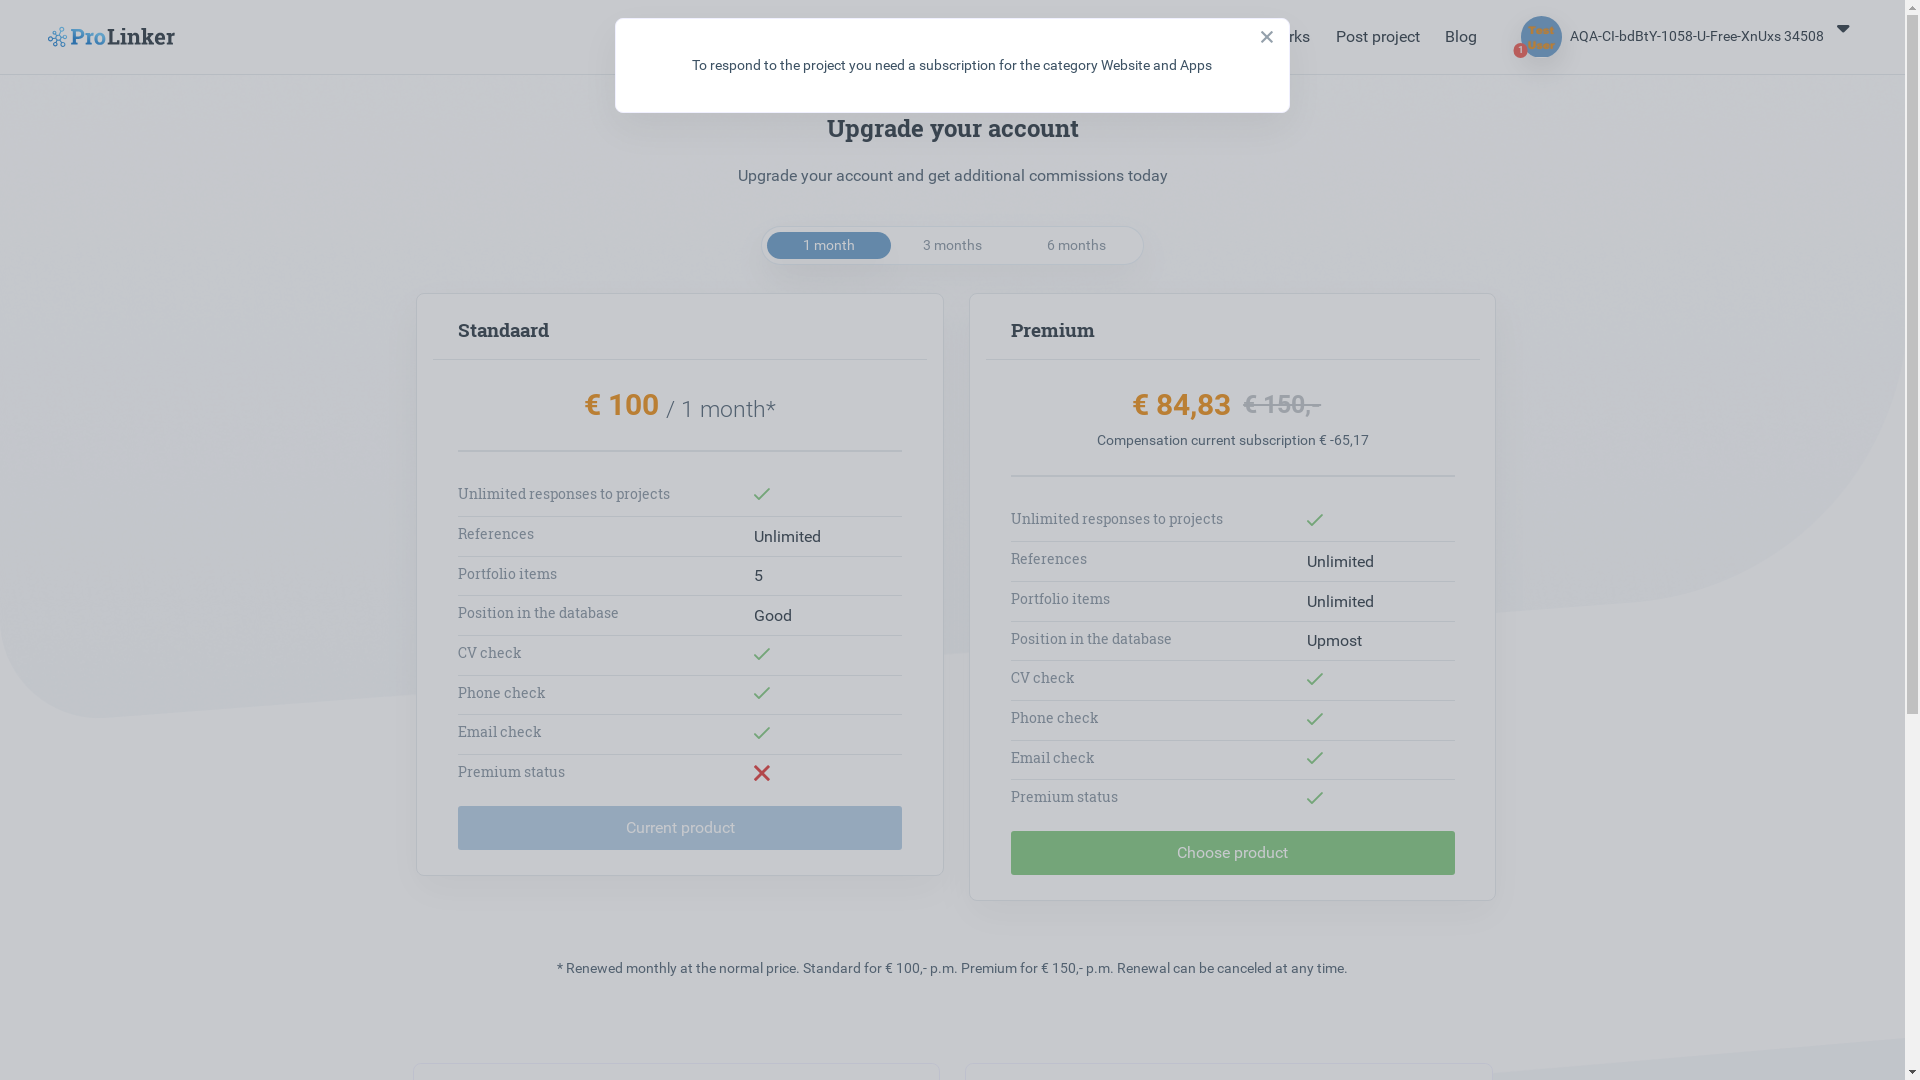 ProLinker
Post project
Blog
1
AQA-CI-bdBtY-1058-U-Free-XnUxs 34508
To respond to the project you need a subscription for the category Website and Apps
Upgrade your account
Upgrade your account and get additional commissions today
1 month
3 months
6 months
Standaard
€ 100 / 1 month*
Unlimited responses to projects
References Unlimited
Portfolio items 5
Position in the database Good
CV check
Phone check
Email check
Premium status
Current product
Premium
€ 84,83 € 150,-
Compensation current subscription € -65,17
Unlimited responses to projects
References Unlimited
Portfolio items Unlimited
Position in the database Upmost
CV check
Phone check
Email check
Premium status
Choose product
* Renewed monthly at the normal price. Standard for € 100,- p.m. Premium for € 150,- p.m. Renewal can be canceled at any time.